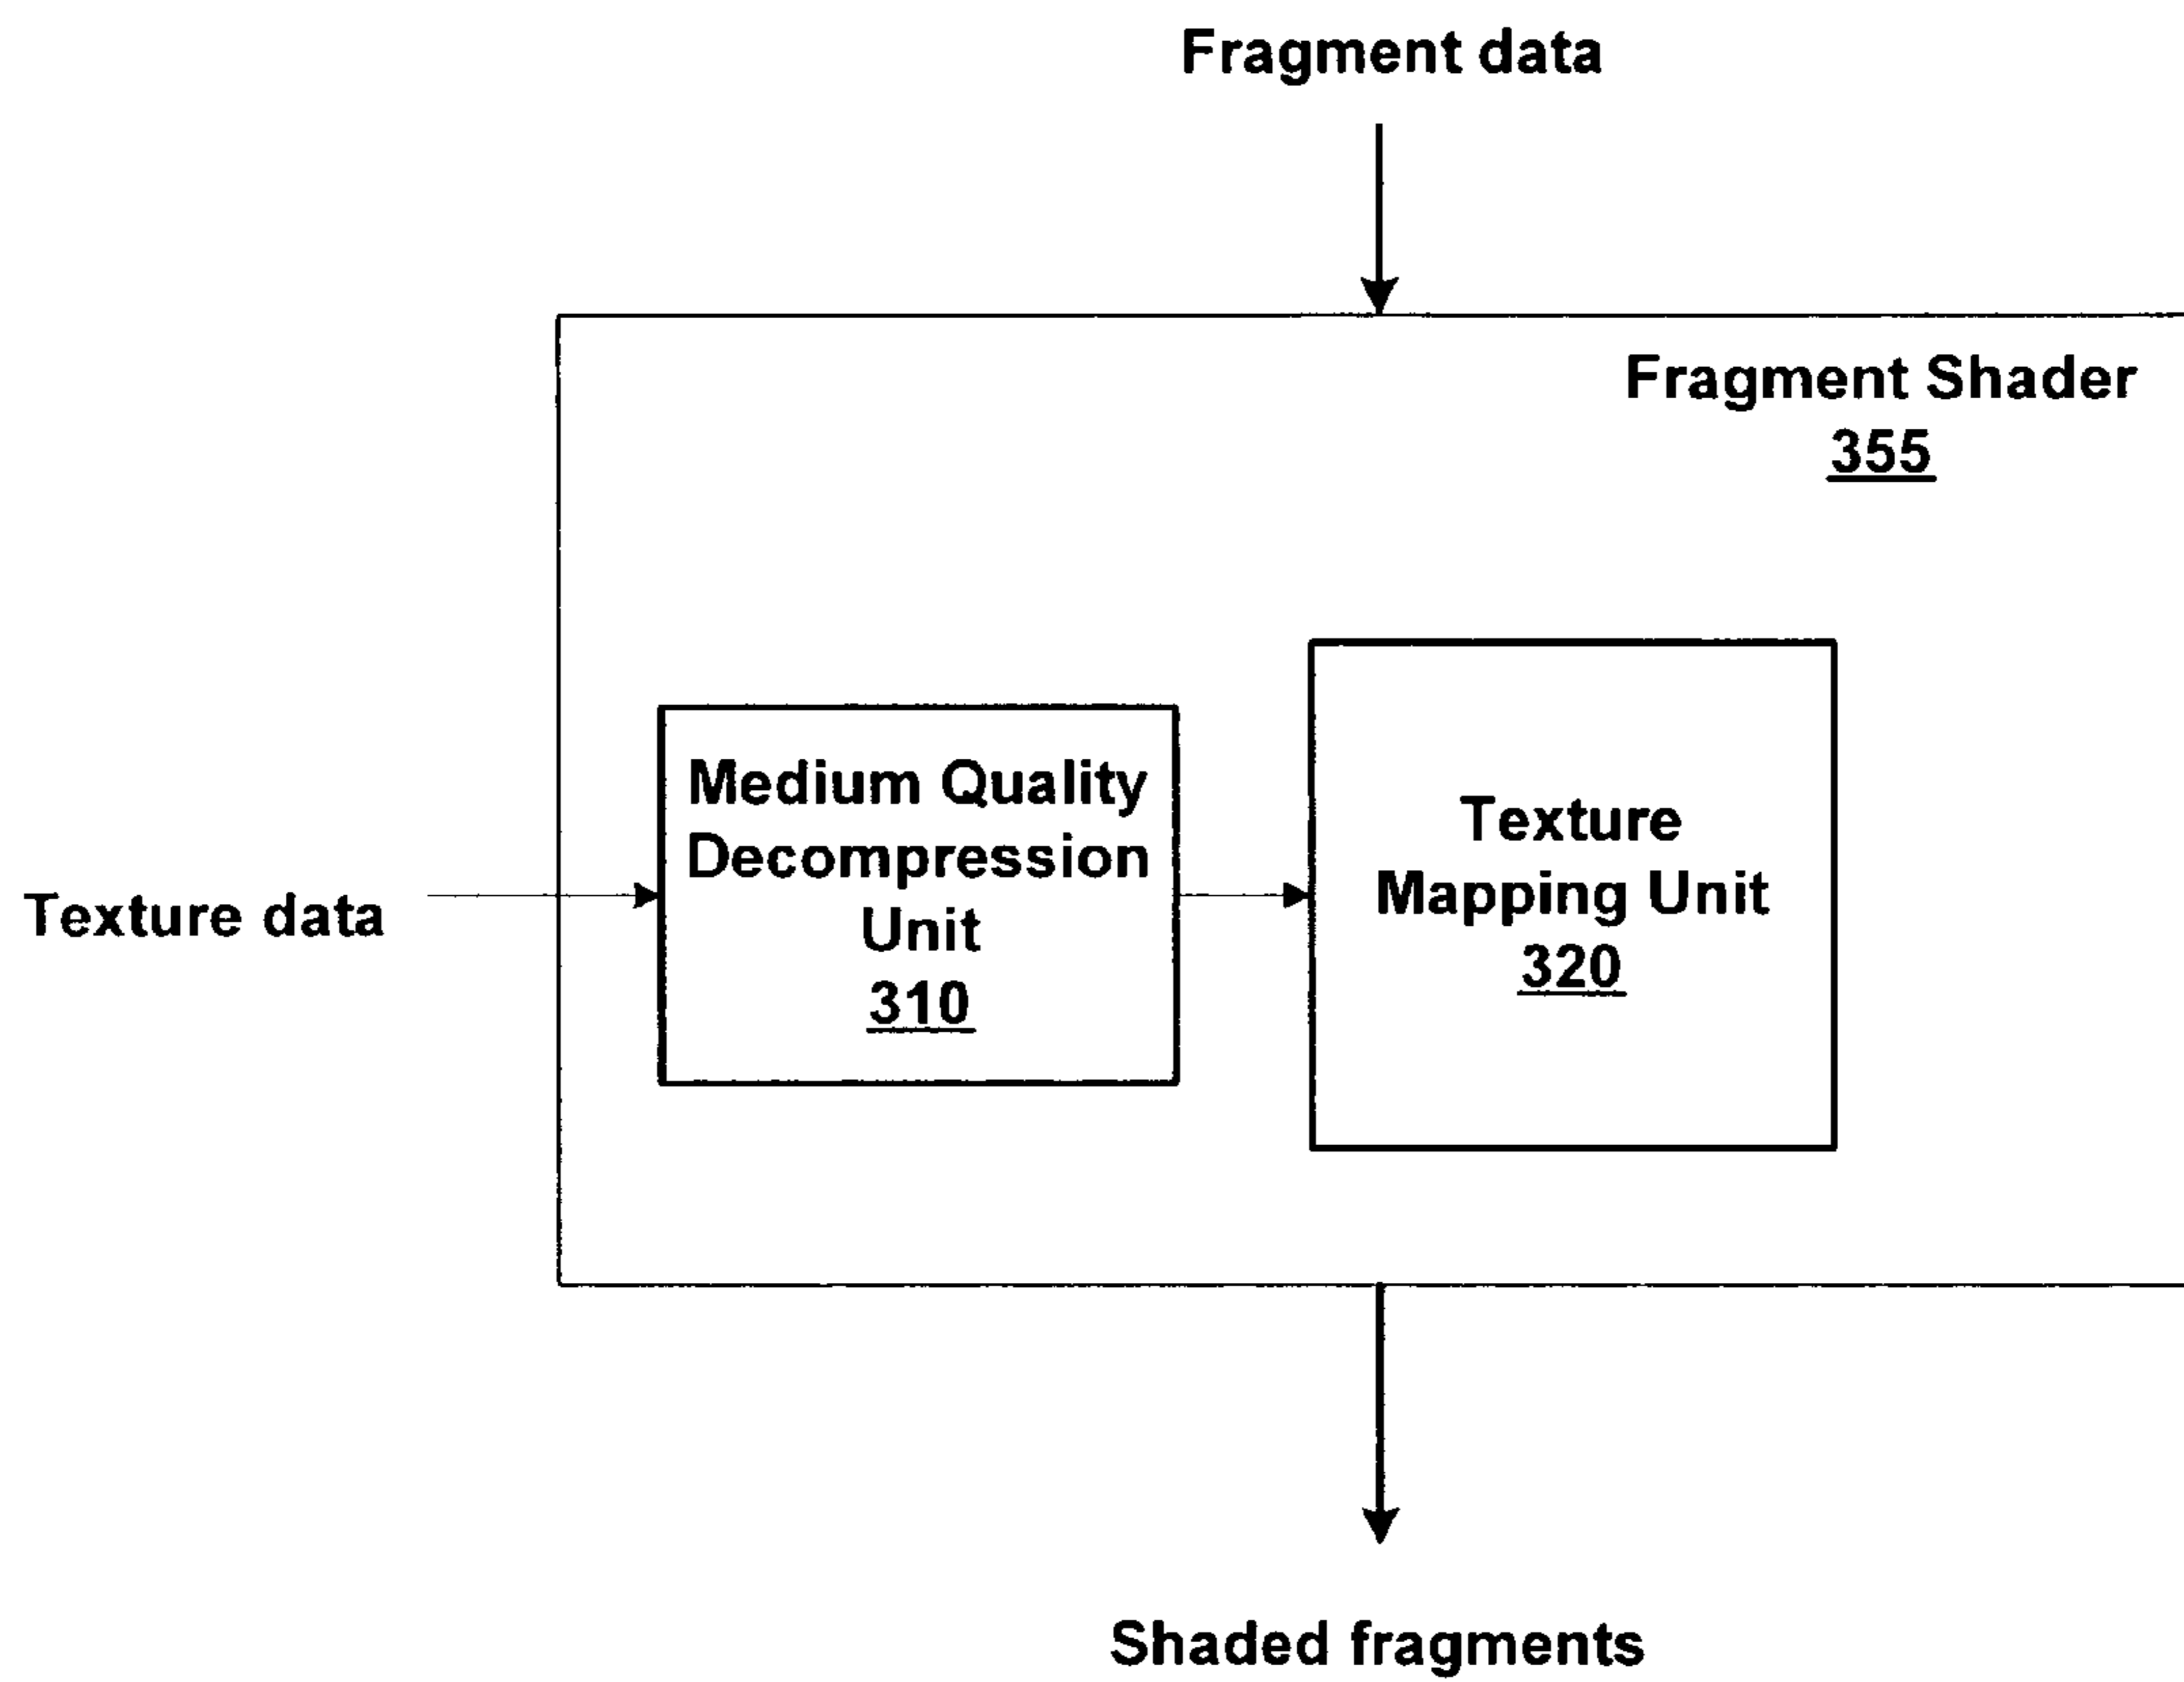 Fragment data
Fragment Shader
355
Medium Quality
Decompression
Unit
310
Texture
Mapping Unit
320
Texture data
Shaded fragments